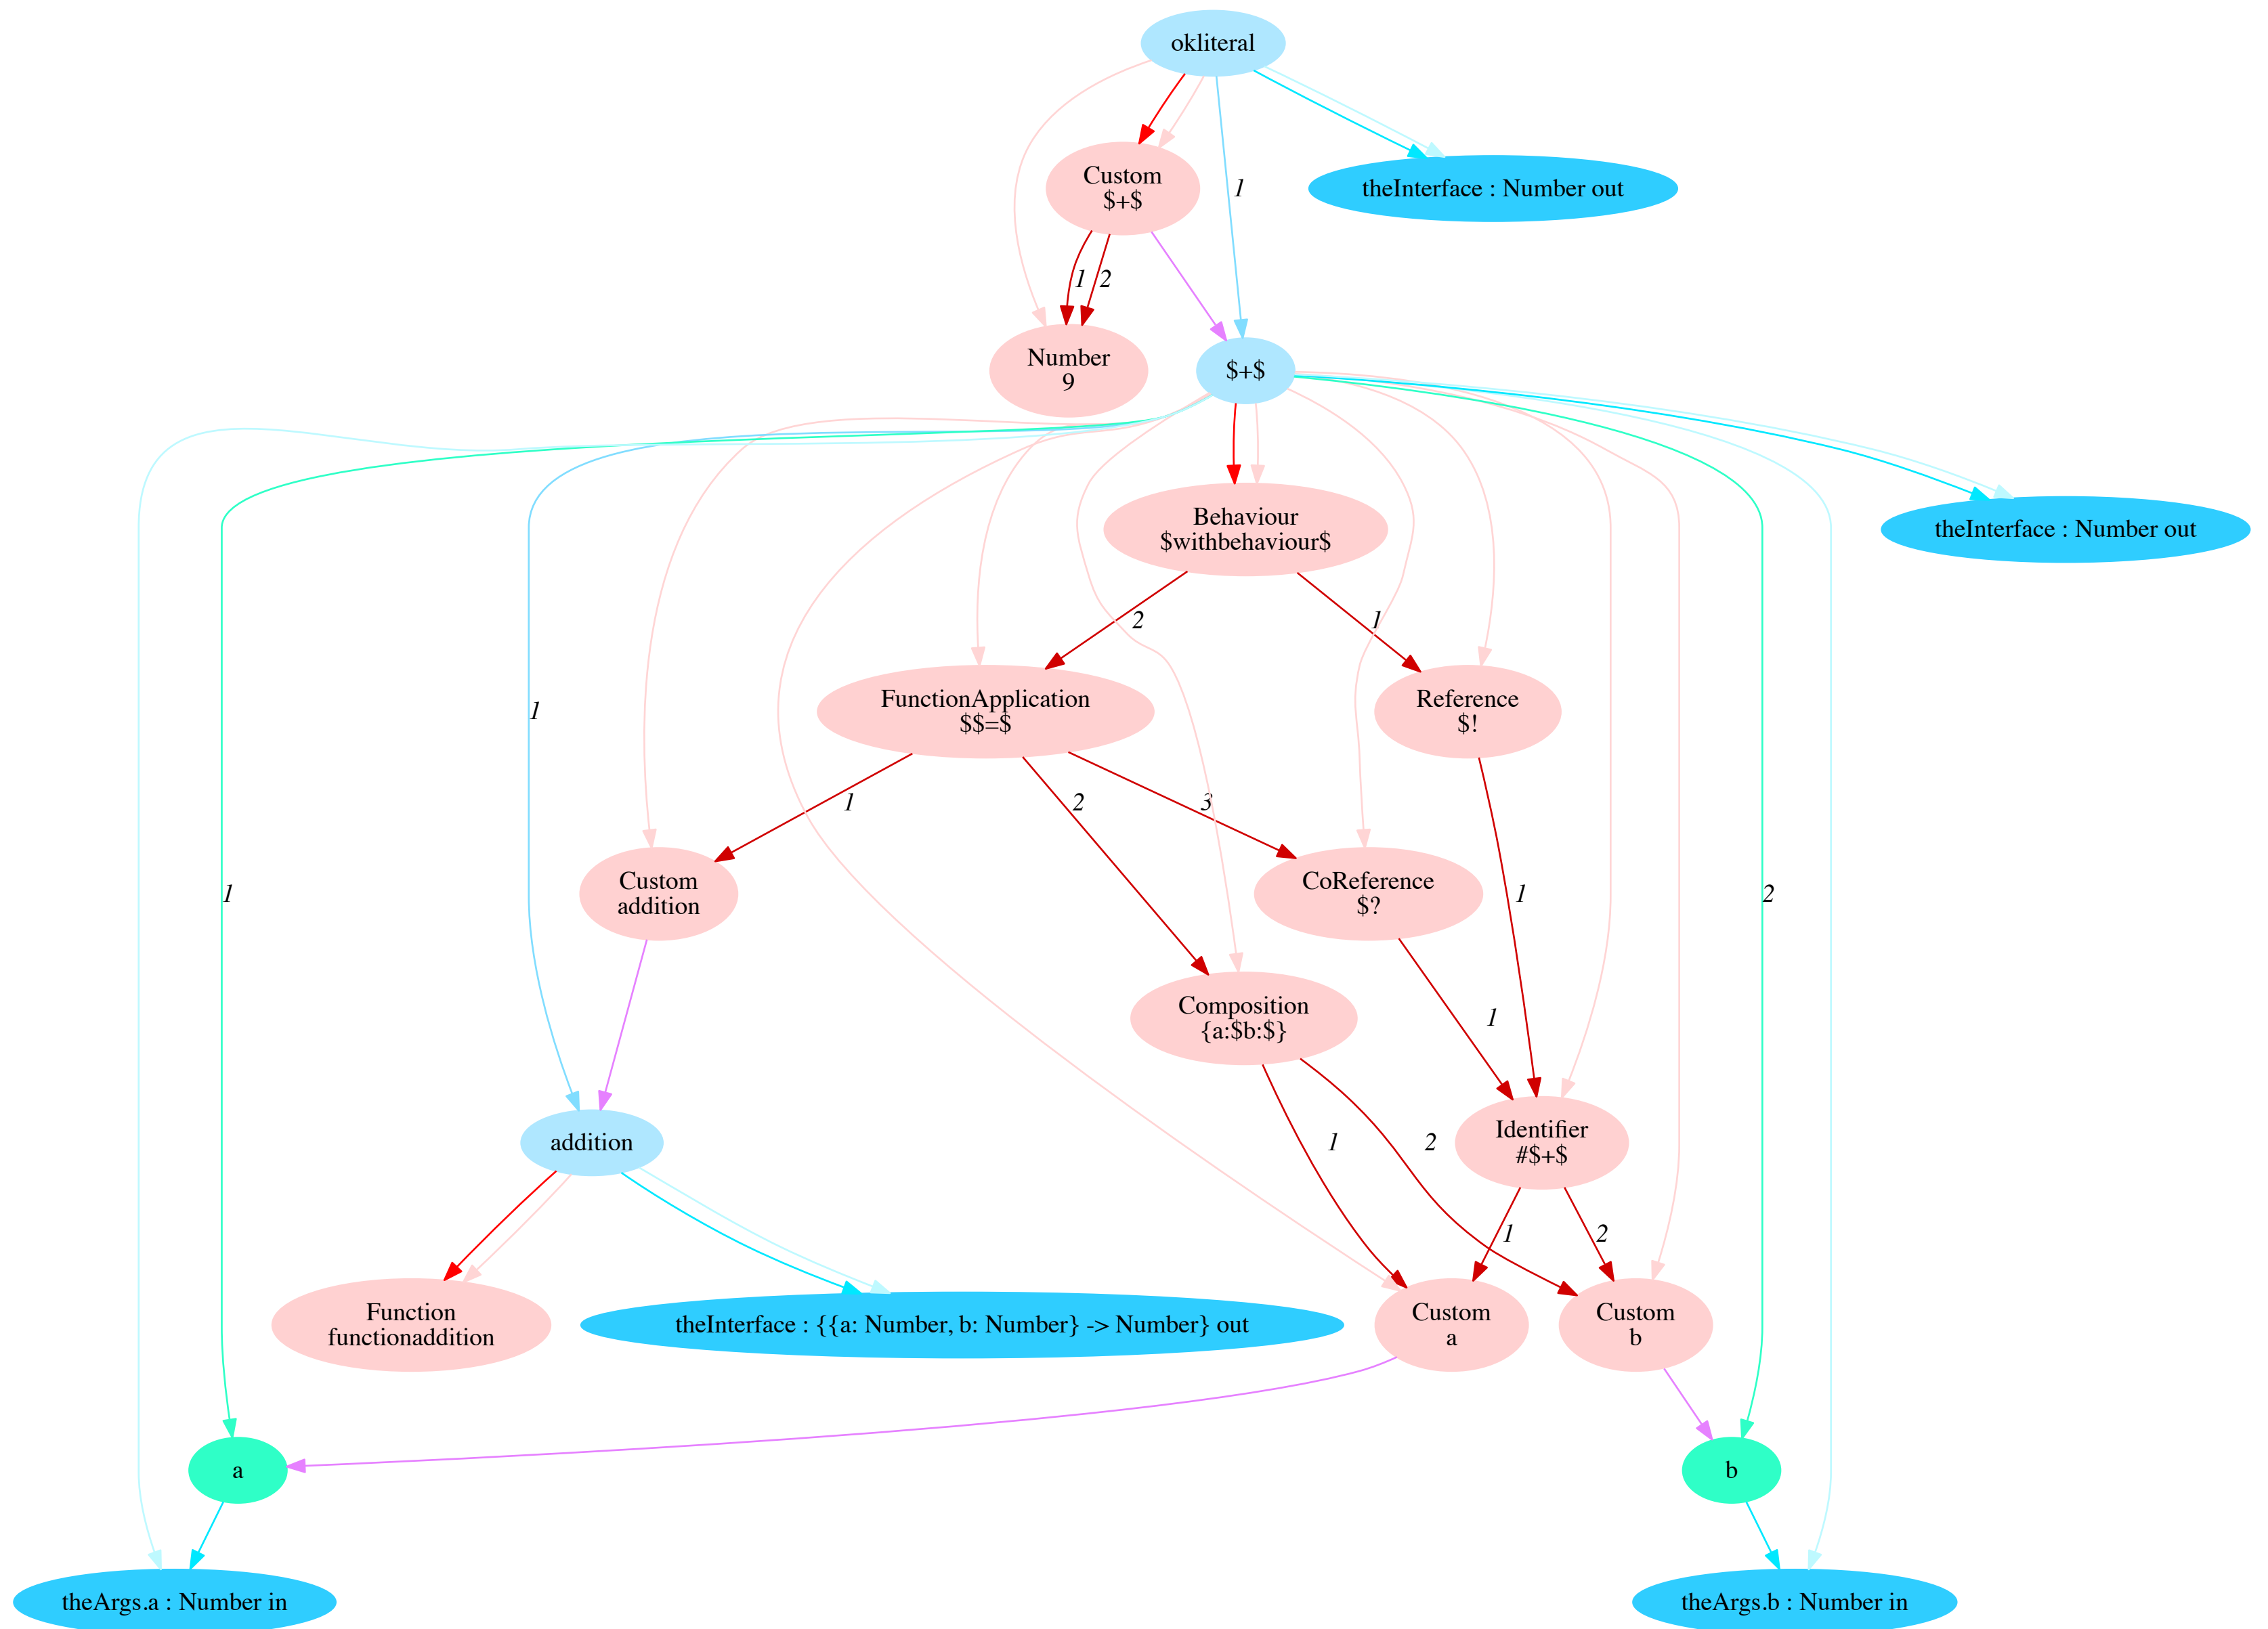 okliteral
Custom
$+$
1
theInterface : Number out
1
2
Number
9
$+$
Behaviour
$withbehaviour$
theInterface : Number out
2
1
1
FunctionApplication
$$=$
Reference
$!
1
2
3
1
Custom
addition
CoReference
$?
1
2
Composition
{a:$b:$}
1
addition
1
2
Identifier
#$+$
1
2
Function
functionaddition
theInterface : {{a: Number, b: Number} -> Number} out
Custom
a
Custom
b
a
b
theArgs.a : Number in
theArgs.b : Number in